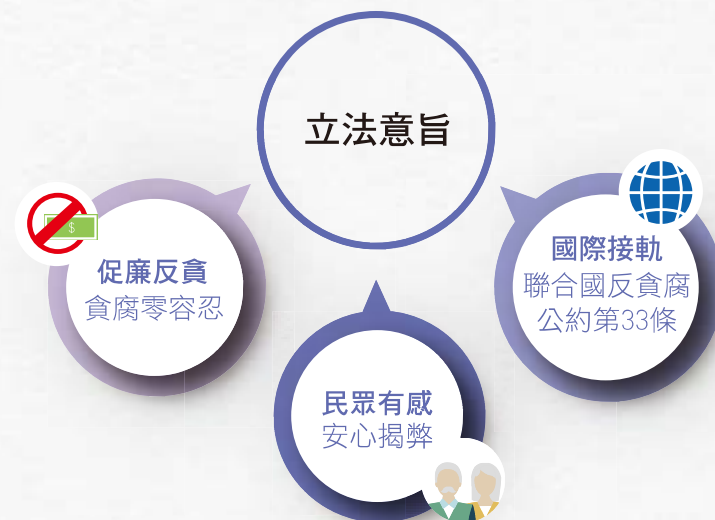 立法意旨
促廉反貪
貪腐零容忍
$
民眾有感
安心揭弊
國際接軌
聯合國反貪腐
公約第33條